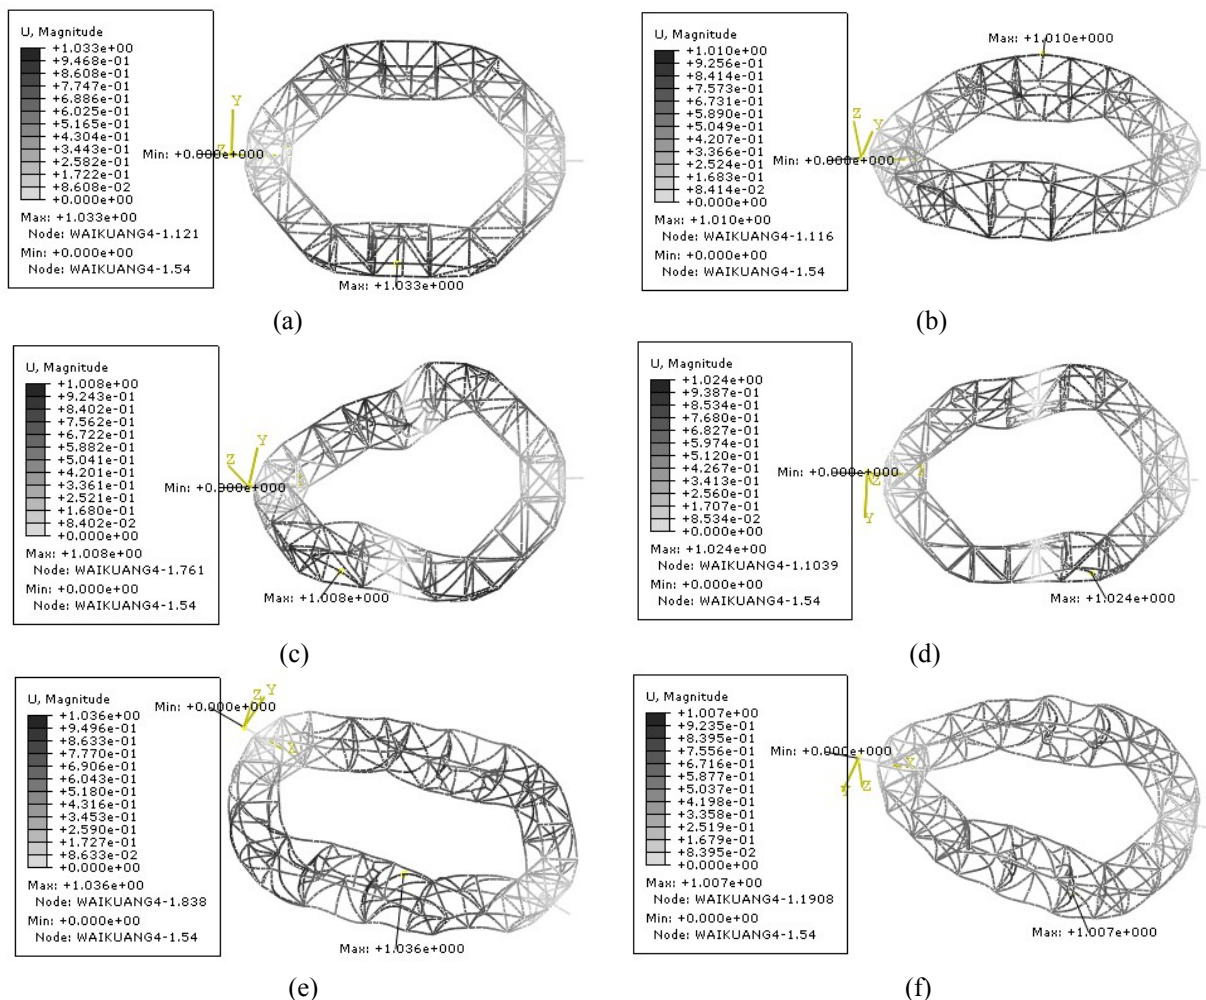 U, Magnitude
+1.033e+00
+9.468e-01
+8.608e-01
+7.747e-01
+6.886e-01
+6.025e-01
+5.165e-01
+4.304e-01
+3.443e-01
+2.582e-01
+1.722e-01
+8.608e-02
+0.000e+00
Max: +1.033e+00
Node: WAIKUANG4-1.121
Min: +0.000e+00
Node: WAIKUANG4-1.54
Y
Z
Min: +0.000e+000
Max: +1.033e+000
(a)
U, Magnitude
+1.010e+00
+9.256e-01
+8.414e-01
+7.573e-01
+6.731e-01
+5.890e-01
+5.049e-01
+4.207e-01
+3.366e-01
+2.524e-01
+1.683e-01
+8.414e-02
+0.000e+00
Max: +1.010e+00
Node: WAIKUANG4-1.116
Min: +0.000e+00
Node: WAIKUANG4-1.54
Max: +1.010e+000
Z
Y
Min: +0.000e+000
(b)
U, Magnitude
+1.008e+00
+9.243e-01
+8.402e-01
+7.562e-01
+6.722e-01
+5.882e-01
+5.041e-01
+4.201e-01
+3.361e-01
+2.521e-01
+1.680e-01
+8.402e-02
+0.000e+00
Max: +1.008e+00
Node: WAIKUANG4-1.761
Min: +0.000e+00
Node: WAIKUANG4-1.54
Y
Z
Min: +0.000e+000
Max: +1.008e+000
(c)
U, Magnitude
+1.024e+00
+9.387e-01
+8.534e-01
+7.680e-01
+6.827e-01
+5.974e-01
+5.120e-01
+4.267e-01
+3.413e-01
+2.560e-01
+1.707e-01
+8.534e-02
+0.000e+00
Max: +1.024e+00
Node: WAIKUANG4-1.1039
Min: +0.000e+00
Node: WAIKUANG4-1.54
Min: +0.000e+000
Z
X
Y
Max: +1.024e+000
(d)
U, Magnitude
+1.036e+00
+9.496e-01
+8.633e-01
+7.770e-01
+6.906e-01
+6.043e-01
+5.180e-01
+4.316e-01
+3.453e-01
+2.590e-01
+1.727e-01
+8.633e-02
+0.000e+00
Max: +1.036e+00
Node: WAIKUANG4-1.838
Min: +0.000e+00
Node: WAIKUANG4-1.54
Z Y
Min: +0.000e+000
X
Max: +1.036e+000
(e)
U, Magnitude
+1.007e+00
+9.235e-01
+8.395e-01
+7.556e-01
+6.716e-01
+5.877e-01
+5.037e-01
+4.198e-01
+3.358e-01
+2.519e-01
+1.679e-01
+8.395e-02
+0.000e+00
Max: +1.007e+00
Node: WAIKUANG4-1.1908
Min: +0.000e+00
Node: WAIKUANG4-1.54
Min: +0.000e+000
X
Y Z
Max: +1.007e+000
(f)